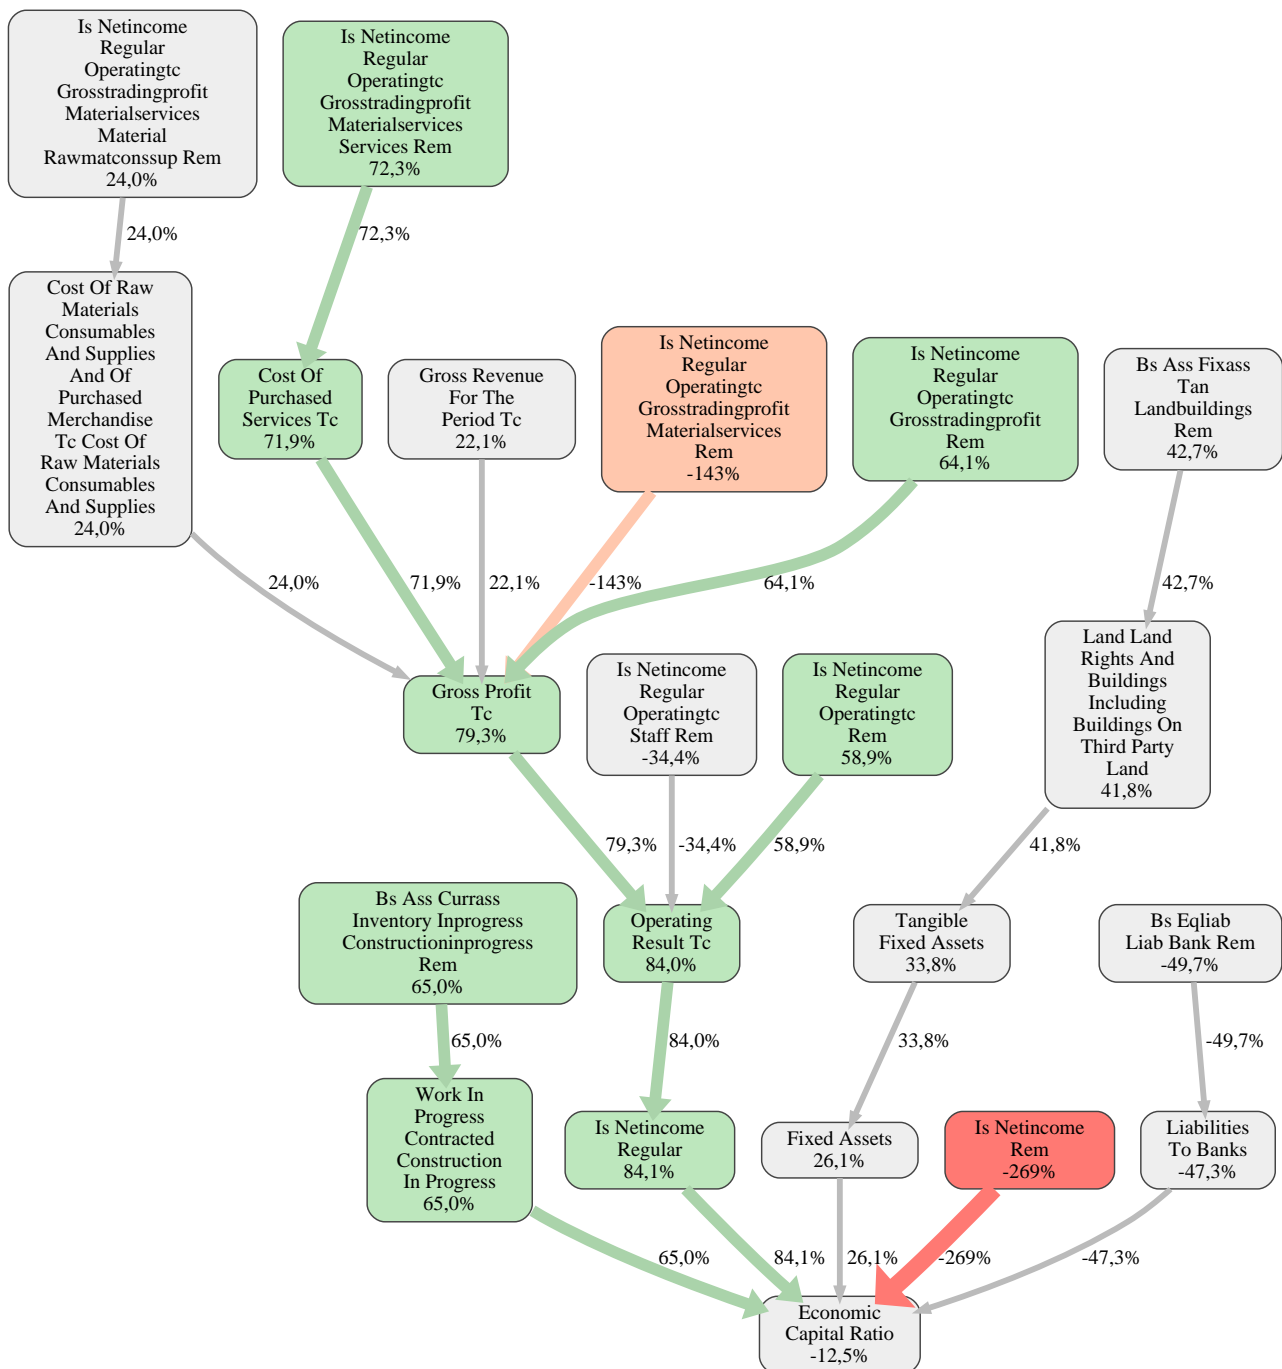 Is Netincome
Regular
Operatingtc
Grosstradingprofit
Materialservices
Material
Rawmatconssup Rem
24,0%
Is Netincome
Regular
Operatingtc
Grosstradingprofit
Materialservices
Services Rem
72,3%
24,0%
72,3%
Cost Of Raw
Materials
Consumables
And Supplies
And Of
Purchased
Merchandise
Tc Cost Of
Raw Materials
Consumables
And Supplies
24,0%
Cost Of
Purchased
Services Tc
71,9%
Gross Revenue
For The
Period Tc
22,1%
Is Netincome
Regular
Operatingtc
Grosstradingprofit
Materialservices
Rem
-143%
Is Netincome
Regular
Operatingtc
Grosstradingprofit
Rem
64,1%
Bs Ass Fixass
Tan
Landbuildings
Rem
42,7%
24,0%
71,9%
22,1%
-143%
64,1%
42,7%
Gross Profit
Tc
79,3%
Is Netincome
Regular
Operatingtc
Staff Rem
-34,4%
Is Netincome
Regular
Operatingtc
Rem
58,9%
Land Land
Rights And
Buildings
Including
Buildings On
Third Party
Land
41,8%
79,3%
-34,4%
58,9%
41,8%
Bs Ass Currass
Inventory Inprogress
Constructioninprogress
Rem
65,0%
Operating
Result Tc
84,0%
Tangible
Fixed Assets
33,8%
Bs Eqliab
Liab Bank Rem
-49,7%
65,0%
84,0%
33,8%
-49,7%
Work In
Progress
Contracted
Construction
In Progress
65,0%
Is Netincome
Regular
84,1%
Fixed Assets
26,1%
Is Netincome
Rem
-269%
Liabilities
To Banks
-47,3%
65,0%
84,1%
26,1%
-269%
-47,3%
Economic
Capital Ratio
-12,5%